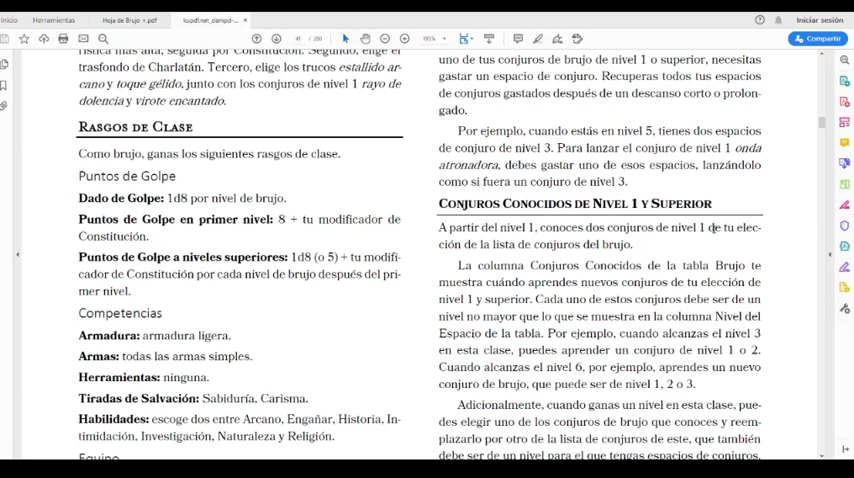 Inicio
Herramientas
Hoja de Brujo +.pdf
kupdf.net_dampd-... ×
Iniciar sesión
41 / 260
195%
Compartir
rística más alta, seguida por Constitución. Segundo, elige el
trasfondo de Charlatán. Tercero, elige los trucos estallido ar-
cano y toque gélido, junto con los conjuros de nivel 1 rayo de
dolencia y virote encantado.
RASGOS DE CLASE
Como brujo, ganas los siguientes rasgos de clase.
Puntos de Golpe
Dado de Golpe: 1d8 por nivel de brujo.
Puntos de Golpe en primer nivel: 8 + tu modificador de
Constitución.
Puntos de Golpe a niveles superiores: 1d8 (o 5) + tu modifi-
cador de Constitución por cada nivel de brujo después del pri-
mer nivel.
Competencias
Armadura: armadura ligera.
Armas: todas las armas simples.
Herramientas: ninguna.
Tiradas de Salvación: Sabiduría, Carisma.
Habilidades: escoge dos entre Arcano, Engañar, Historia, In-
timidación, Investigación, Naturaleza y Religión.
Equipo
uno de tus conjuros de brujo de nivel 1 o superior, necesitas
gastar un espacio de conjuro. Recuperas todos tus espacios
de conjuros gastados después de un descanso corto o prolon-
gado.
Por ejemplo, cuando estás en nivel 5, tienes dos espacios
de conjuro de nivel 3. Para lanzar el conjuro de nivel 1 onda
atronadora, debes gastar uno de esos espacios, lanzándolo
como si fuera un conjuro de nivel 3.
CONJUROS CONOCIDOS DE NIVEL 1 Y SUPERIOR
A partir del nivel 1, conoces dos conjuros de nivel 1 de tu elec-
ción de la lista de conjuros del brujo.
La columna Conjuros Conocidos de la tabla Brujo te
muestra cuándo aprendes nuevos conjuros de tu elección de
nivel 1 y superior. Cada uno de estos conjuros debe ser de un
nivel no mayor que lo que se muestra en la columna Nivel del
Espacio de la tabla. Por ejemplo, cuando alcanzas el nivel 3
en esta clase, puedes aprender un conjuro de nivel 1 o 2.
Cuando alcanzas el nivel 6, por ejemplo, aprendes un nuevo
conjuro de brujo, que puede ser de nivel 1, 2 o 3.
Adicionalmente, cuando ganas un nivel en esta clase, pue-
des elegir uno de los conjuros de brujo que conoces y reem-
plazarlo por otro de la lista de conjuros de este, que también
debe ser de un nivel para el que tengas espacios de conjuros.